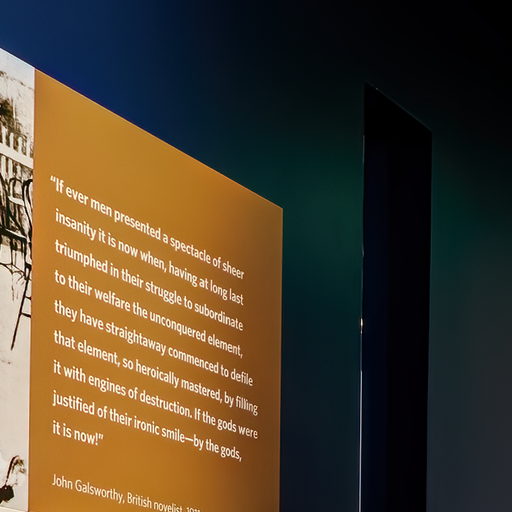 “If ever men presented a spectacle of sheer
insanity it is now when, having at long last
triumphed in their struggle to subordinate
to their welfare the unconquered element,
they have straightaway commenced to defile
that element, so heroically mastered, by filling
it with engines of destruction. If the gods were
justified of their ironic smile—by the gods,
it is now!”
John Galsworthy, British novelist,